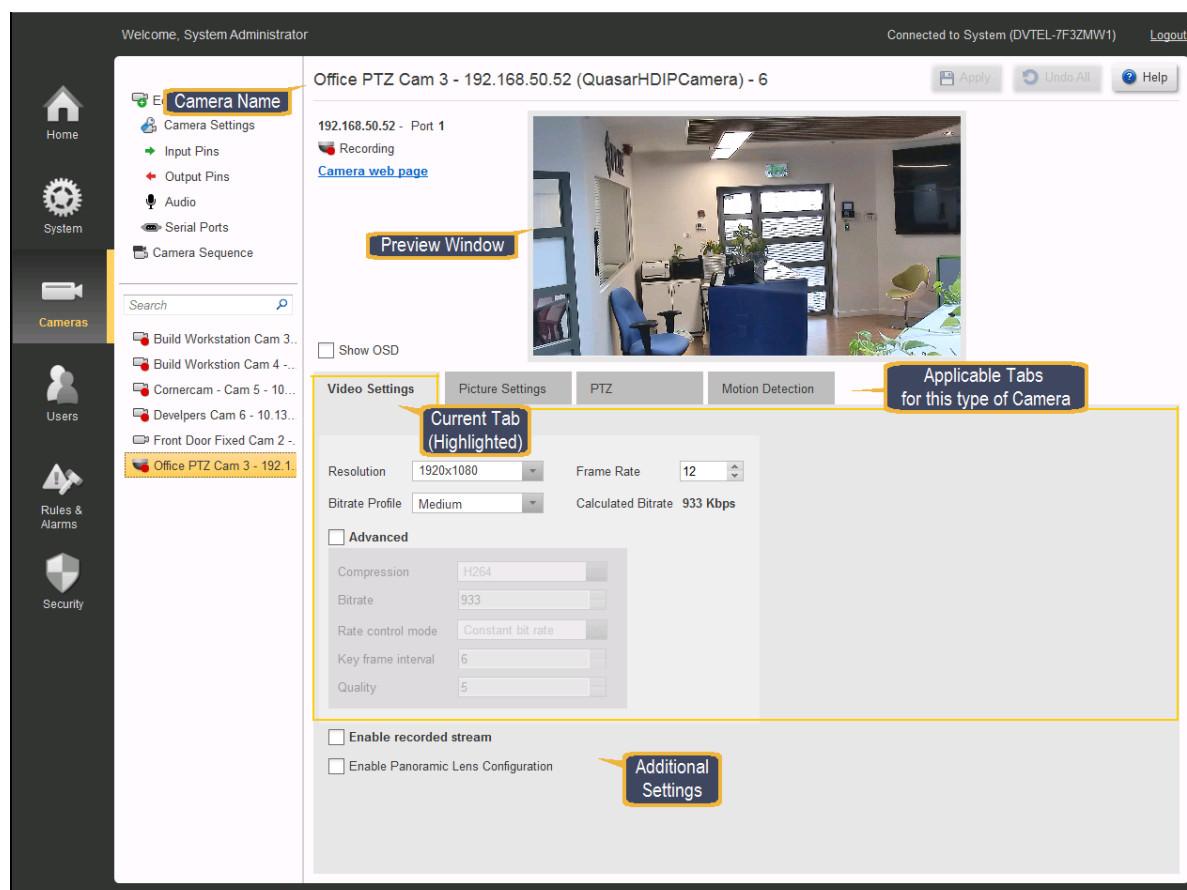 Welcome, System Administrator
Connected to System (DVTEL-7F3ZMW1)
Logout
Home
System
Cameras
Users
Rules &
Alarms
Security
Camera Name
Camera Settings
Input Pins
Output Pins
Audio
Serial Ports
Camera Sequence
Search
Build Workstation Cam 3..
Build Workstion Cam 4 -...
Cornercam - Cam 5 - 10...
Develpers Cam 6 - 10.13...
Front Door Fixed Cam 2 -..
Office PTZ Cam 3 - 192.1..
Office PTZ Cam 3 - 192.168.50.52 (QuasarHDIPCamera) - 6
Apply
Undo All
Help
192.168.50.52 - Port 1
Recording
Camera web page
Preview Window
Show OSD
Video Settings
Picture Settings
PTZ
Motion Detection
Applicable Tabs
for this type of Camera
Current Tab
(Highlighted)
Resolution 1920x1080
Frame Rate 12
Bitrate Profile Medium
Calculated Bitrate 933 Kbps
Advanced
Compression H264
Bitrate 933
Rate control mode Constant bit rate
Key frame interval 6
Quality 5
Enable recorded stream
Enable Panoramic Lens Configuration
Additional
Settings